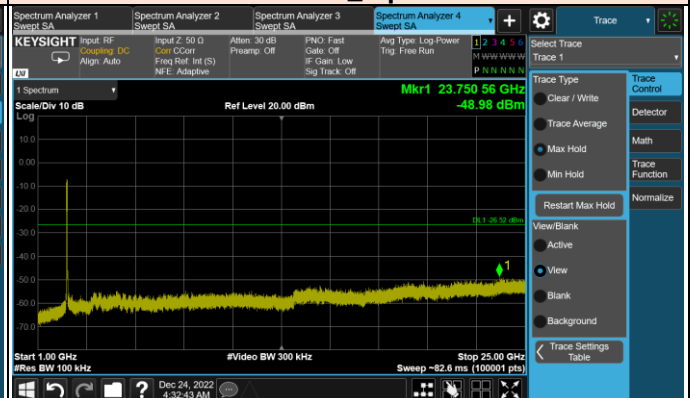 Spectrum Analyzer 1
Swept SA
Spectrum Analyzer 2
Swept SA
Spectrum Analyzer 3
Swept SA
Spectrum Analyzer 4
Swept SA
Trace
KEYSIGHT
Input: RF
Coupling: DC
Align: Auto
Input Z: 50 Ω
Corr CCorr
Freq Ref: Int (S)
NFE: Adaptive
Atten: 30 dB
Preamp: Off
PNO: Fast
Gate: Off
IF Gain: Low
Sig Track: Off
Avg Type: Log-Power
Trig: Free Run
1 2 3 4 5 6
M W W W W W
P N N N N N
LXI
Select Trace
Trace 1
1 Spectrum
Scale/Div 10 dB
Log
Ref Level 20.00 dBm
Mkr1 23.750 56 GHz
-48.98 dBm
10.0
0.00
-10.0
-20.0
-30.0
-40.0
-50.0
-60.0
-70.0
DL1 -26.52 dBm
1
Start 1.00 GHz
#Res BW 100 kHz
#Video BW 300 kHz
Stop 25.00 GHz
Sweep ~82.6 ms (100001 pts)
Trace Type
Clear / Write
Trace Average
Max Hold
Min Hold
Restart Max Hold
View/Blank
Active
View
Blank
Background
Trace Settings
Table
Trace
Control
Detector
Math
Trace
Function
Normalize
?
Dec 24, 2022
4:32:43 AM